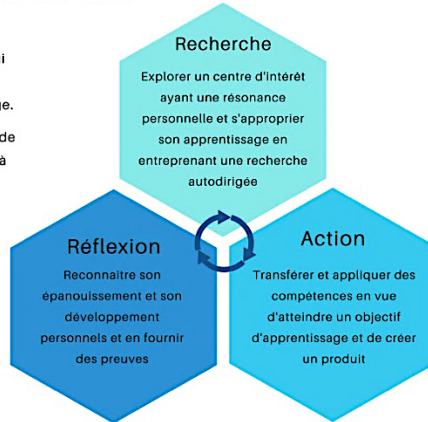 Recherche
Explorer un centre d'intérêt
ayant une résonance
personnelle et s'approprier
son apprentissage en
entreprenant une recherche
autodirigée
de
à
Réflexion
Reconnaitre son
épanouissement et son
développement
personnels et en fournir
des preuves
Action
Transférer et appliquer des
compétences en vue
d'atteindre un objectif
d'apprentissage et de créer
un produit